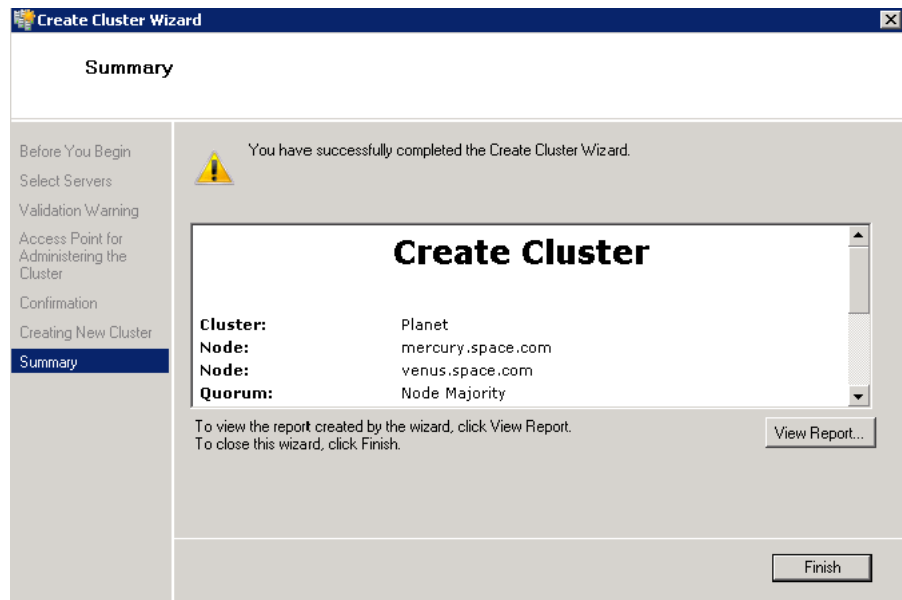 Create Cluster Wizard
Summary
Before You Begin
Select Servers
Validation Warning
Access Point for
Administering the
Cluster
Confirmation
Creating New Cluster
Summary
You have successfully completed the Create Cluster Wizard.
Create Cluster
Cluster: Planet
Node: mercury.space.com
Node: venus.space.com
Quorum: Node Majority
To view the report created by the wizard, click View Report.
To close this wizard, click Finish.
View Report...
Finish